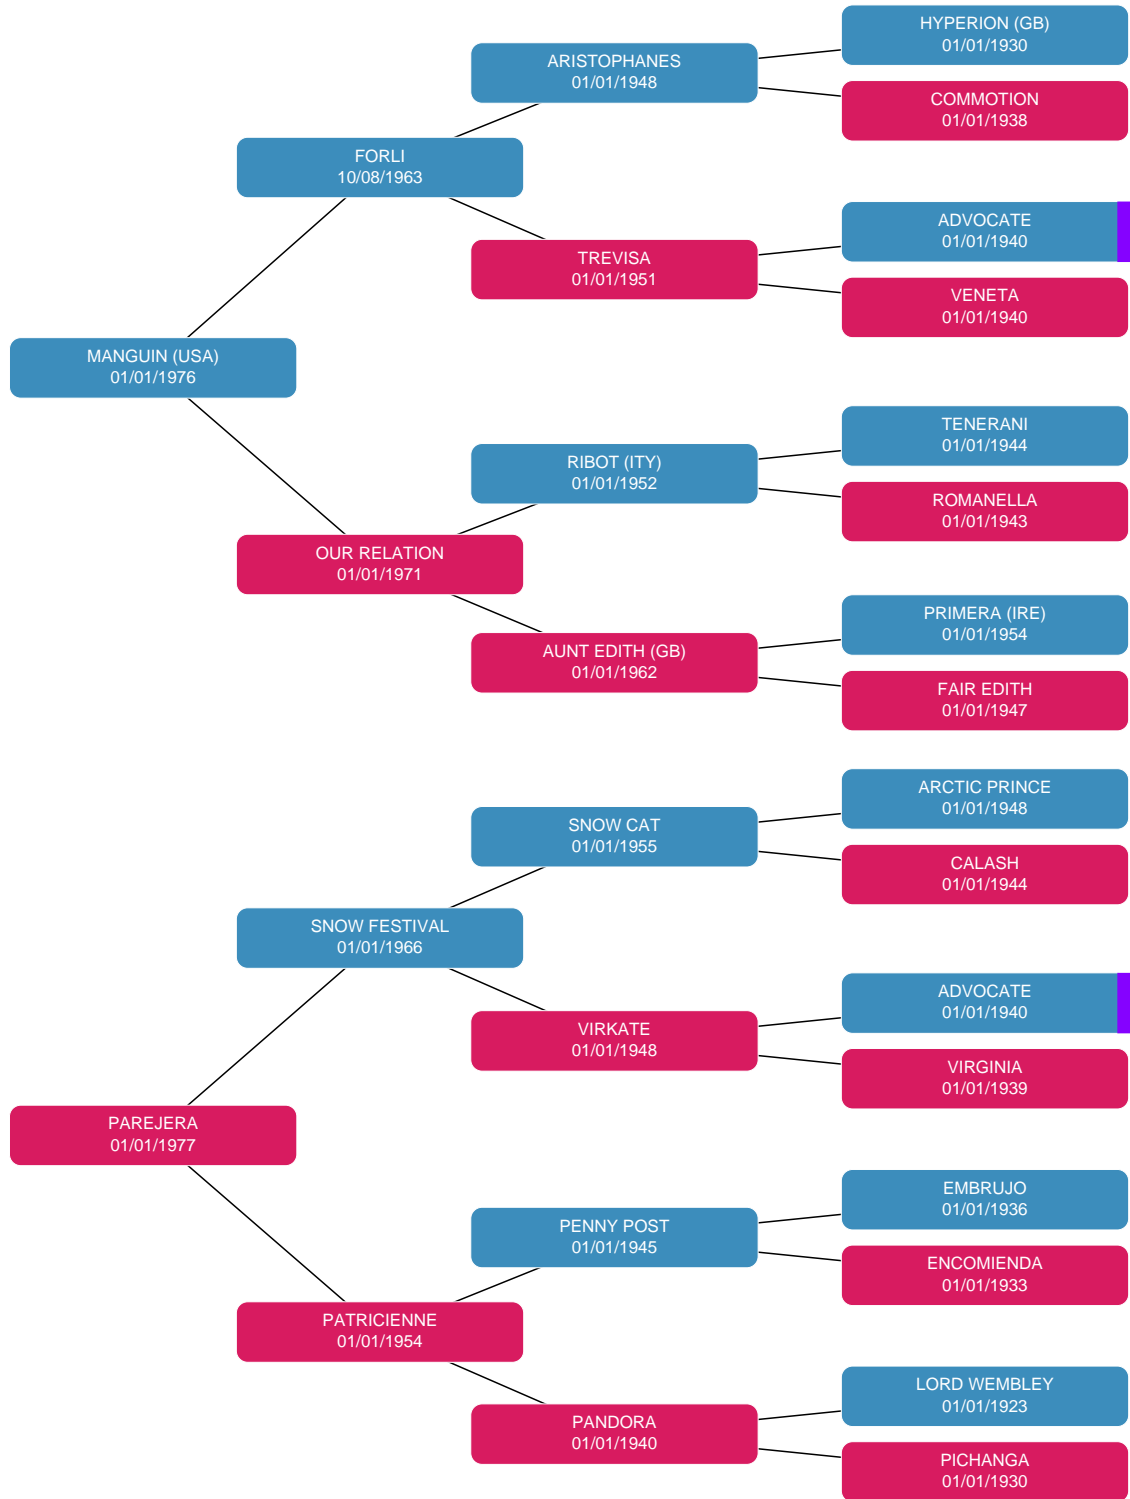 HYPERION (GB)
01/01/1930
ARISTOPHANES
01/01/1948
COMMOTION
01/01/1938
FORLI
10/08/1963
ADVOCATE
01/01/1940
TREVISA
01/01/1951
VENETA
01/01/1940
MANGUIN (USA)
01/01/1976
TENERANI
01/01/1944
RIBOT (ITY)
01/01/1952
ROMANELLA
01/01/1943
OUR RELATION
01/01/1971
PRIMERA (IRE)
01/01/1954
AUNT EDITH (GB)
01/01/1962
FAIR EDITH
01/01/1947
ARCTIC PRINCE
01/01/1948
SNOW CAT
01/01/1955
CALASH
01/01/1944
SNOW FESTIVAL
01/01/1966
ADVOCATE
01/01/1940
VIRKATE
01/01/1948
VIRGINIA
01/01/1939
PAREJERA
01/01/1977
EMBRUJO
01/01/1936
PENNY POST
01/01/1945
ENCOMIENDA
01/01/1933
PATRICIENNE
01/01/1954
LORD WEMBLEY
01/01/1923
PANDORA
01/01/1940
PICHANGA
01/01/1930